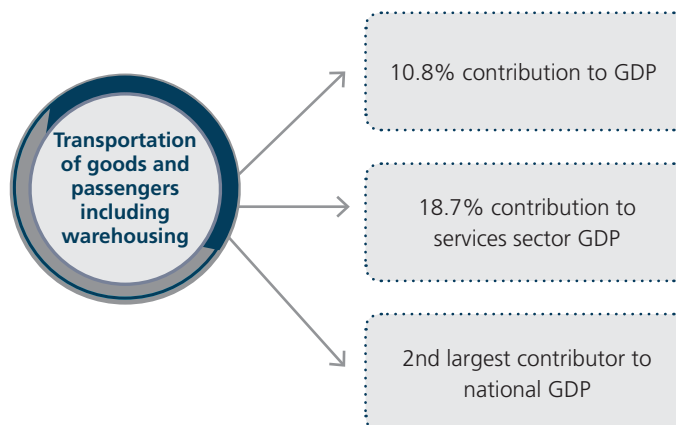 Transportation
of goods and
passengers
including
warehousing
10.8% contribution to GDP
18.7% contribution to
services sector GDP
2nd largest contributor to
national GDP